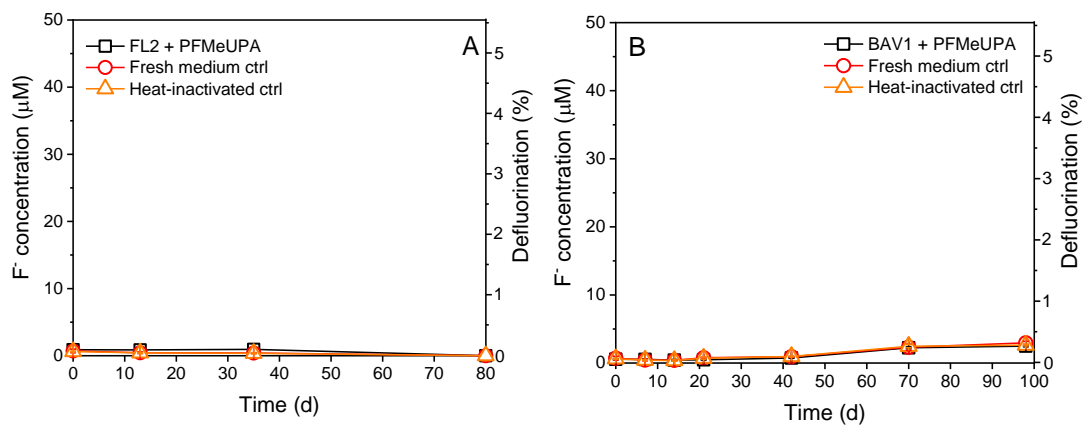 A
FL2 + PFMeUPA
Fresh medium ctrl
Heat-inactivated ctrl
F⁻ concentration (μM)
50
40
30
20
10
0
0 10 20 30 40 50 60 70 80
Time (d)
5
4
3
2
1
0
Defluorination (%)
B
BAV1 + PFMeUPA
Fresh medium ctrl
Heat-inactivated ctrl
F⁻ concentration (μM)
50
40
30
20
10
0
0 10 20 30 40 50 60 70 80 90 100
Time (d)
5
4
3
2
1
0
Defluorination (%)